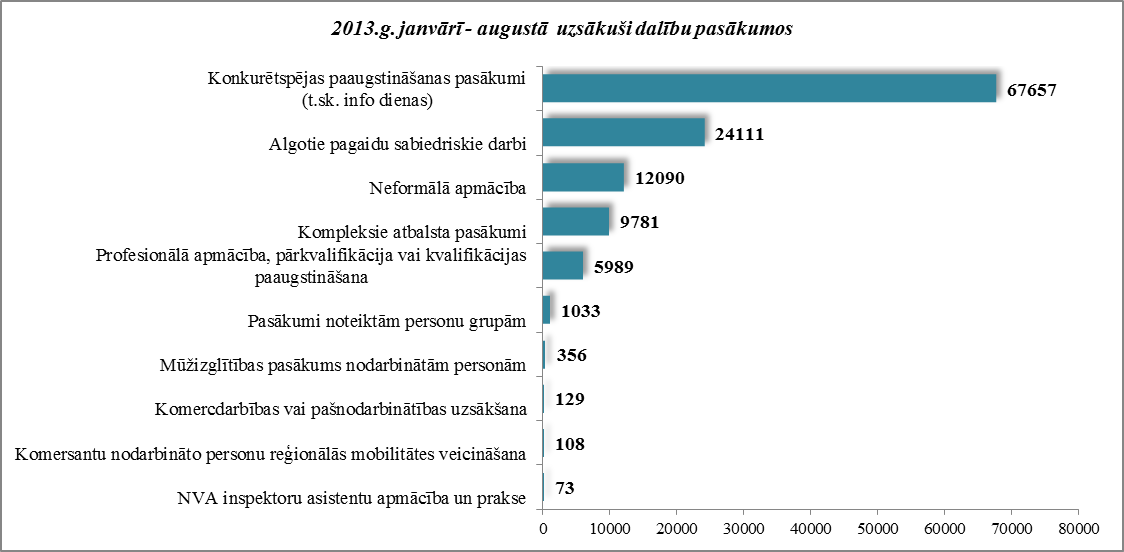 2013.g. janvārī - augustā uzsākuši dalību pasākumos
Konkurētspējas paaugstināšanas pasākumi
(t.sk. info dienas)
67657
Algotie pagaidu sabiedriskie darbi
24111
Neformālā apmācība
12090
Kompleksie atbalsta pasākumi
9781
Profesionālā apmācība, pārkvalifikācija vai kvalifikācijas
paaugstināšana
5989
Pasākumi noteiktām personu grupām
1033
Mūžizglītības pasākums nodarbinātām personām
356
Komercdarbības vai pašnodarbinātības uzsākšana
129
Komersantu nodarbināto personu reģionālās mobilitātes veicināšana
108
NVA inspektoru asistentu apmācība un prakse
73
0 10000 20000 30000 40000 50000 60000 70000 80000